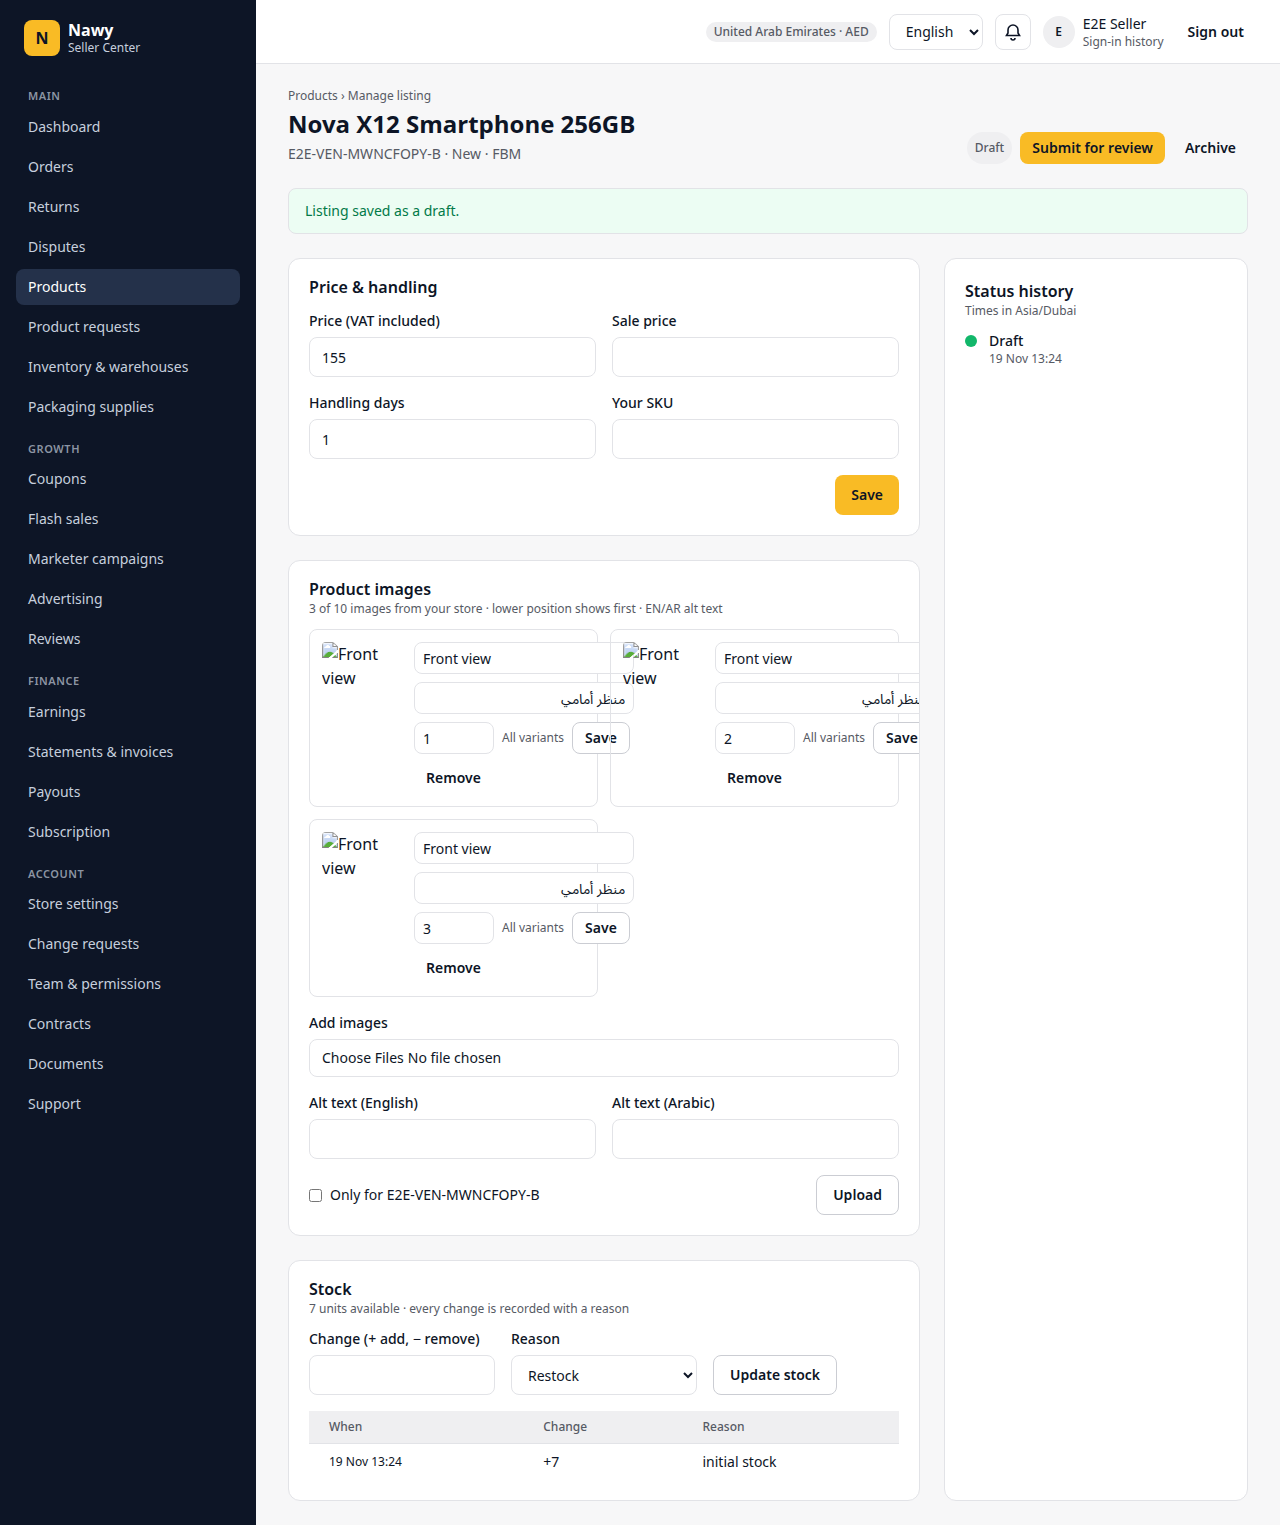 N
Nawy
Seller Center
MAIN
Dashboard
Orders
Returns
Disputes
Products
Product requests
Inventory & warehouses
Packaging supplies
GROWTH
Coupons
Flash sales
Marketer campaigns
Advertising
Reviews
FINANCE
Earnings
Statements & invoices
Payouts
Subscription
ACCOUNT
Store settings
Change requests
Team & permissions
Contracts
Documents
Support
United Arab Emirates · AED
English
E
E2E Seller
Sign-in history
Sign out
Products › Manage listing
Nova X12 Smartphone 256GB
E2E-VEN-MWNCFOPY-B · New · FBM
Draft
Submit for review
Archive
Listing saved as a draft.
Price & handling
Price (VAT included)
Sale price
155
Handling days
Your SKU
1
Save
Product images
3 of 10 images from your store · lower position shows first · EN/AR alt text
Front view
Front view
منظر أمامي
1
All variants
Save
Remove
Front view
Front view
منظر أمامي
2
All variants
Save
Remove
Front view
Front view
منظر أمامي
3
All variants
Save
Remove
Add images
Choose Files No file chosen
Alt text (English)
Alt text (Arabic)
Only for E2E-VEN-MWNCFOPY-B
Upload
Stock
7 units available · every change is recorded with a reason
Change (+ add, − remove)
Reason
Restock
Update stock
When Change Reason
19 Nov 13:24 +7 initial stock
Status history
Times in Asia/Dubai
Draft
19 Nov 13:24